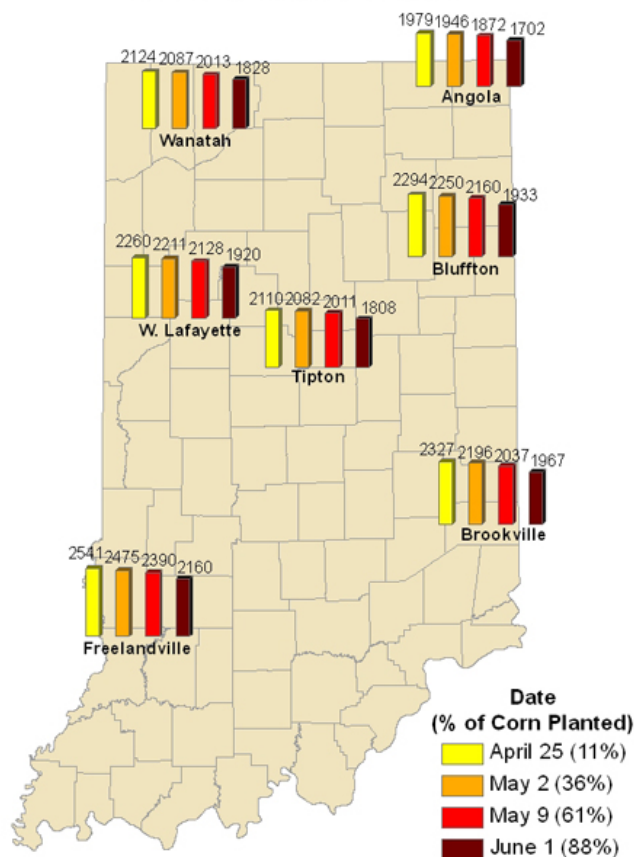 1979 1946 1872 1702
Angola
2124 2087 2013 1828
Wanatah
2294 2250 2160 1933
Bluffton
2260 2211 2128 1920
W. Lafayette
2110 2082 2011 1808
Tipton
2327 2196 2037 1967
Brookville
2541 2475 2390 2160
Freelandville
Date
(% of Corn Planted)
April 25 (11%)
May 2 (36%)
May 9 (61%)
June 1 (88%)